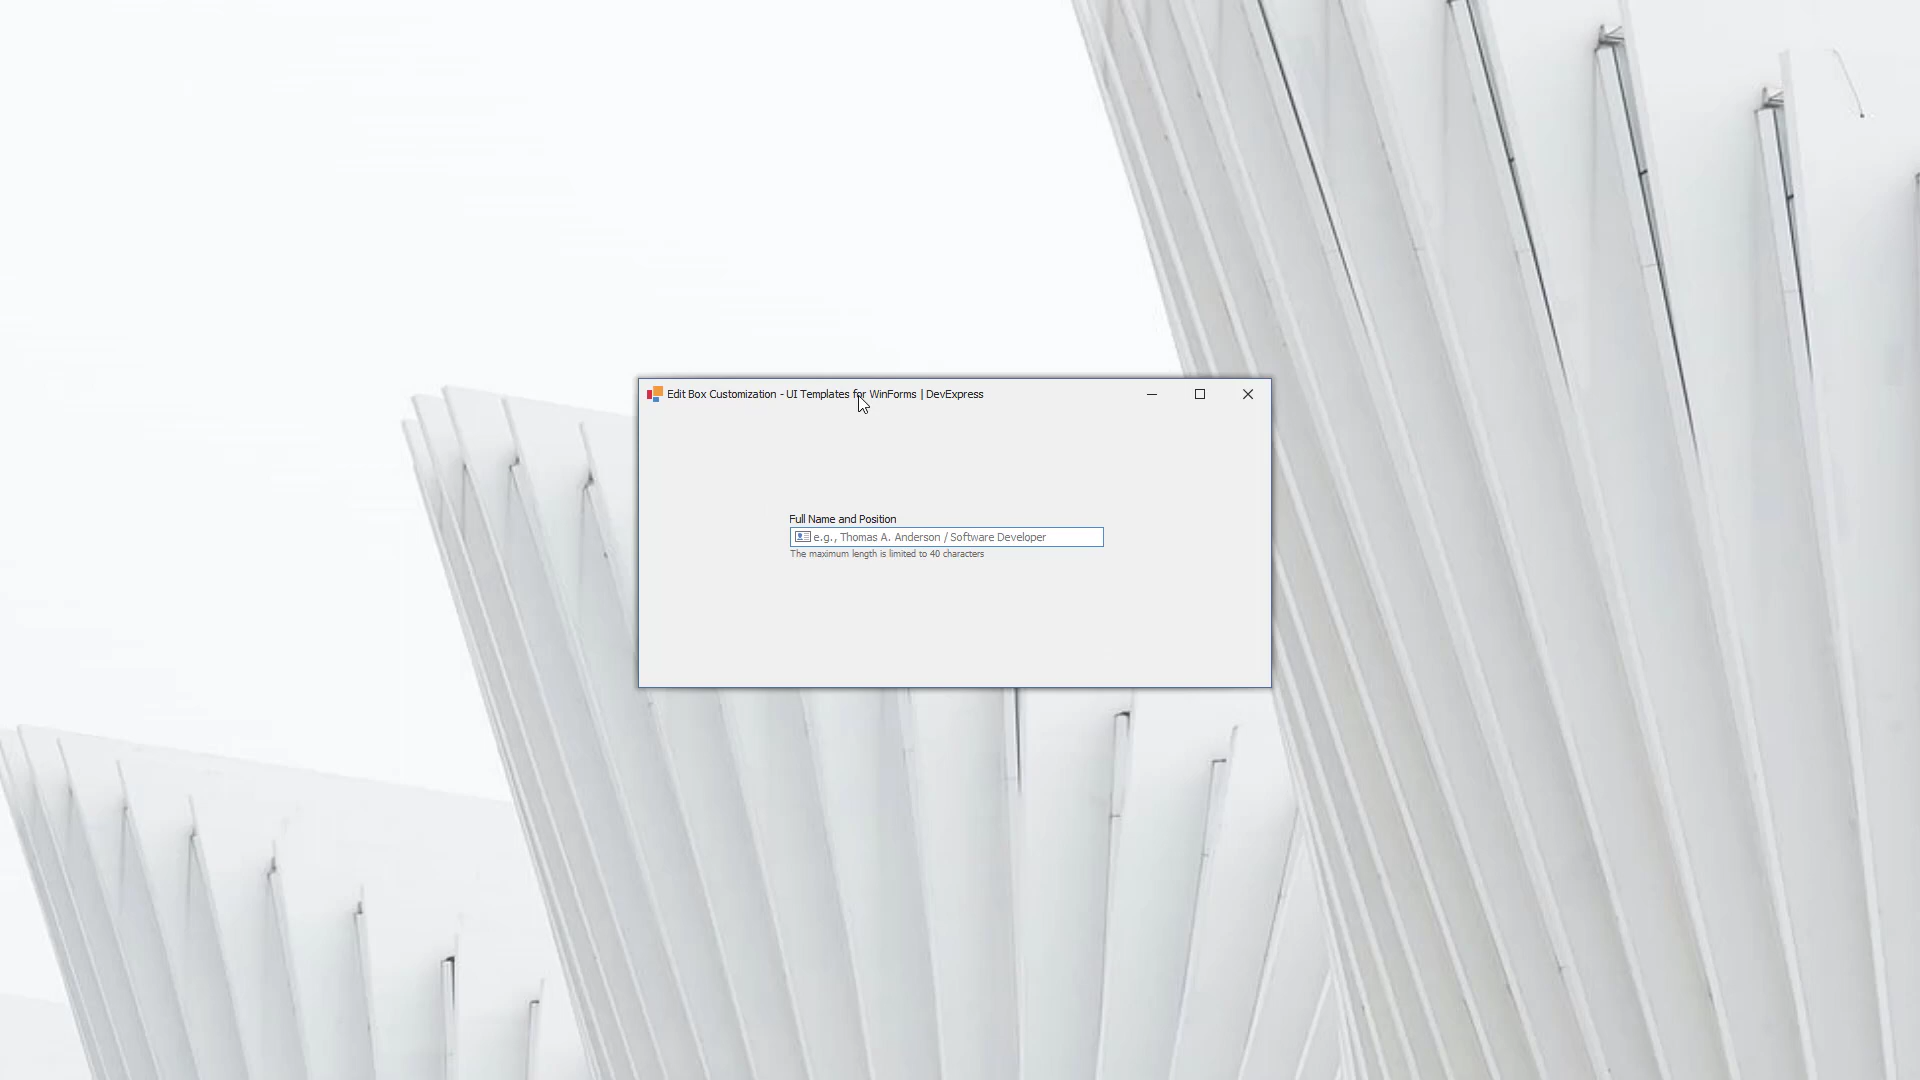 Edit Box Customization - UI Templates for WinForms | DevExpress
Full Name and Position
e.g., Thomas A. Anderson / Software Developer
The maximum length is limited to 40 characters